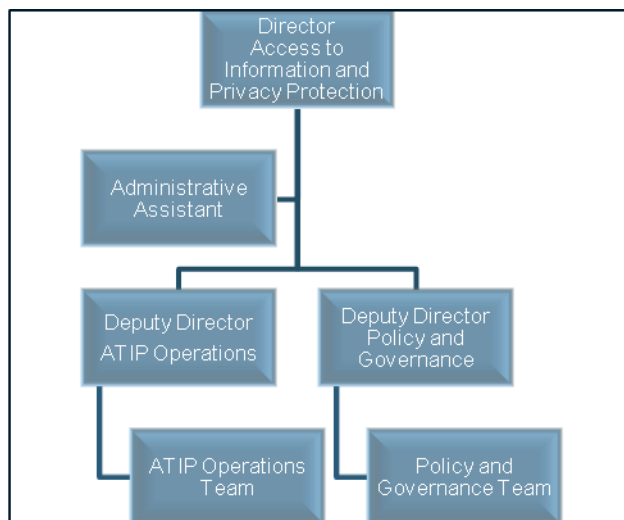 Director
Access to
Information and
Privacy Protection
Administrative
Assistant
Deputy Director
ATIP Operations
Deputy Director
Policy and
Governance
ATIP Operations
Team
Policy and
Governance Team